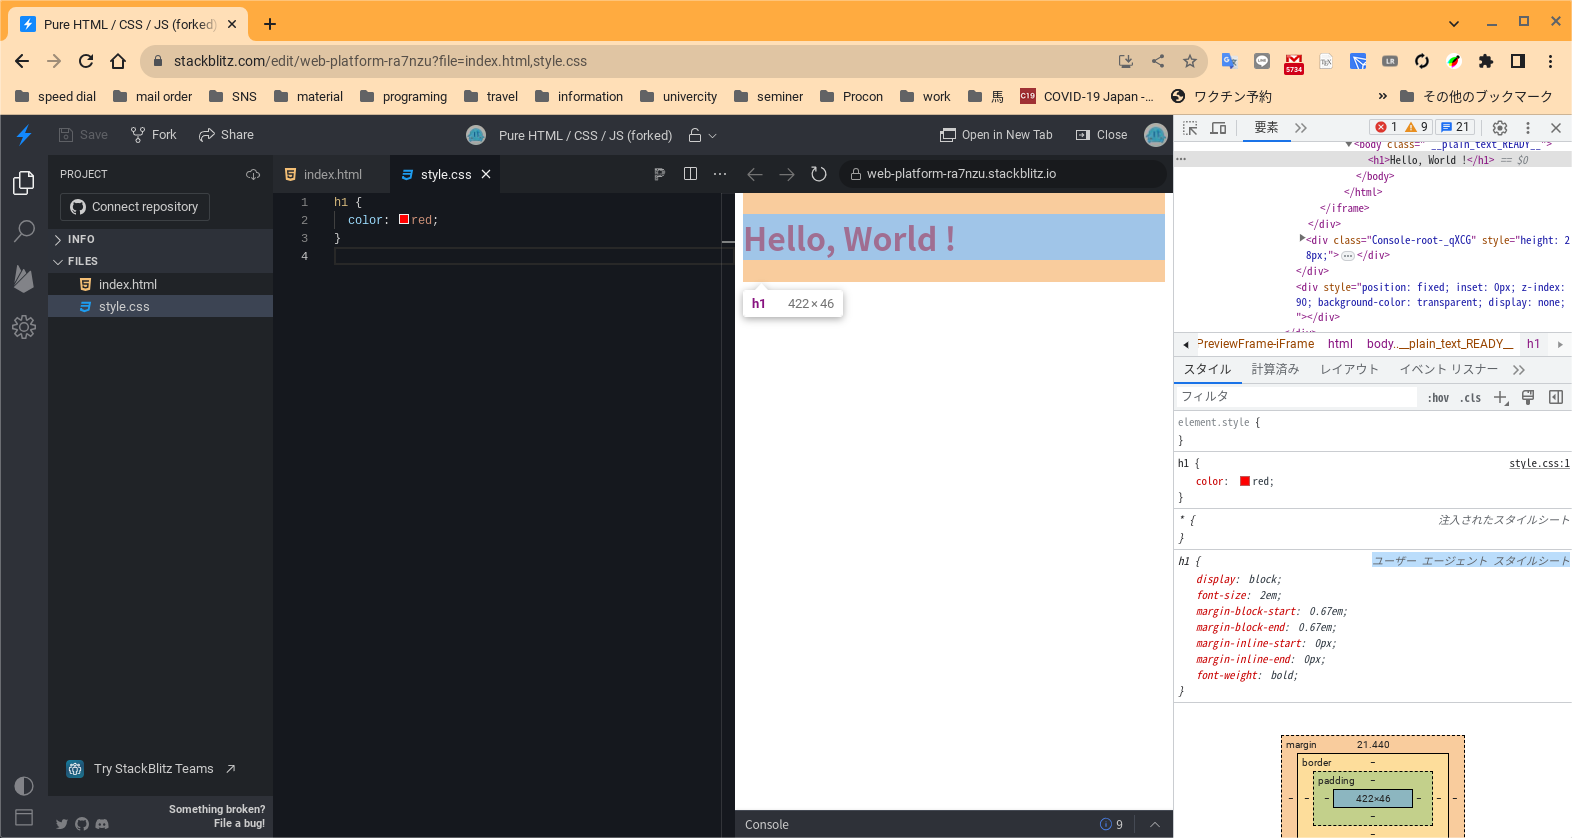 Pure HTML / CSS / JS (forked)
stackblitz.com/edit/web-platform-ra7nzu?file=index.html,style.css
5734
LR
speed dial
mail order
SNS
material
programing
travel
information
univercity
seminer
Procon
work
馬
C19
COVID-19 Japan -...
ワクチン予約
»
その他のブックマーク
Save
Fork
Share
Pure HTML / CSS / JS (forked)
Open in New Tab
Close
PROJECT
Connect repository
INFO
FILES
index.html
style.css
Try StackBlitz Teams
Something broken?
File a bug!
index.html
style.css
1 h1 {
2 color: red;
3 }
4
web-platform-ra7nzu.stackblitz.io
Hello, World !
h1 422 × 46
Console
9
要素
1 9 21
<body class="__plain_text_READY__">
<h1>Hello, World !</h1> == $0
</body>
</html>
</iframe>
</div>
<div class="Console-root-_qXCG" style="height: 2
8px;">…</div>
</div>
<div style="position: fixed; inset: 0px; z-index:
90; background-color: transparent; display: none;
"></div>
</div>
PreviewFrame-iFrame html body.__plain_text_READY__ h1
スタイル 計算済み レイアウト イベント リスナー
フィルタ :hov .cls
element.style {
}
h1 { style.css:1
color: red;
}
* { 注入されたスタイルシート
}
h1 { ユーザー エージェント スタイルシート
display: block;
font-size: 2em;
margin-block-start: 0.67em;
margin-block-end: 0.67em;
margin-inline-start: 0px;
margin-inline-end: 0px;
font-weight: bold;
}
margin 21.440
border -
padding -
- - - 422×46 - - -
-
-